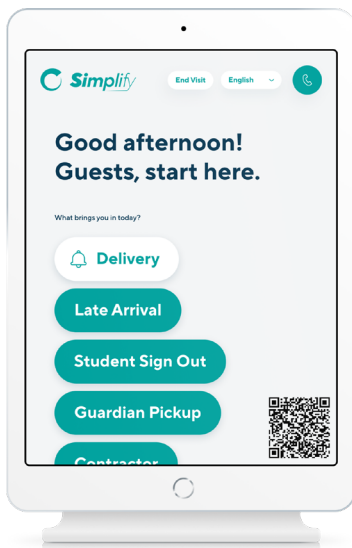 Simplify
End Visit
English
Good afternoon!
Guests, start here.
What brings you in today?
Delivery
Late Arrival
Student Sign Out
Guardian Pickup
Contractor